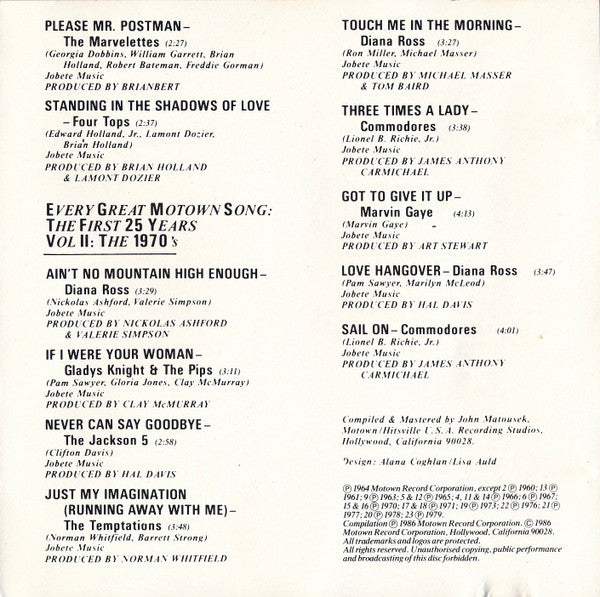 PLEASE MR. POSTMAN–
The Marvelettes (2:27)
(Georgia Dobbins, William Garrett, Brian
Holland, Robert Bateman, Freddie Gorman)
Jobete Music
PRODUCED BY BRIANBERT
STANDING IN THE SHADOWS OF LOVE
–Four Tops (2:37)
(Edward Holland, Jr., Lamont Dozier,
Brian Holland)
Jobete Music
PRODUCED BY BRIAN HOLLAND
& LAMONT DOZIER
EVERY GREAT MOTOWN SONG:
THE FIRST 25 YEARS
VOL II: THE 1970's
AIN'T NO MOUNTAIN HIGH ENOUGH–
Diana Ross (3:29)
(Nickolas Ashford, Valerie Simpson)
Jobete Music
PRODUCED BY NICKOLAS ASHFORD
& VALERIE SIMPSON
IF I WERE YOUR WOMAN–
Gladys Knight & The Pips (3:11)
(Pam Sawyer, Gloria Jones, Clay McMurray)
Jobete Music
PRODUCED BY CLAY McMURRAY
NEVER CAN SAY GOODBYE–
The Jackson 5 (2:58)
(Clifton Davis)
Jobete Music
PRODUCED BY HAL DAVIS
JUST MY IMAGINATION
(RUNNING AWAY WITH ME)–
The Temptations (3:48)
(Norman Whitfield, Barrett Strong)
Jobete Music
PRODUCED BY NORMAN WHITFIELD
TOUCH ME IN THE MORNING–
Diana Ross (3:27)
(Ron Miller, Michael Masser)
Jobete Music
PRODUCED BY MICHAEL MASSER
& TOM BAIRD
THREE TIMES A LADY–
Commodores (3:38)
(Lionel B. Richie, Jr.)
Jobete Music
PRODUCED BY JAMES ANTHONY
CARMICHAEL
GOT TO GIVE IT UP–
Marvin Gaye (4:13)
(Marvin Gaye)
Jobete Music
PRODUCED BY ART STEWART
LOVE HANGOVER–Diana Ross (3:47)
(Pam Sawyer, Marilyn McLeod)
Jobete Music
PRODUCED BY HAL DAVIS
SAIL ON–Commodores (4:01)
(Lionel B. Richie, Jr.)
Jobete Music
PRODUCED BY JAMES ANTHONY
CARMICHAEL
Compiled & Mastered by John Matousek,
Motown/Hitsville U.S.A. Recording Studios,
Hollywood, California 90028.
Design: Alana Coghlan/Lisa Auld
℗ 1964 Motown Record Corporation, except 2 ℗ 1960; 13 ℗
1961; 9 ℗ 1963; 5 & 12 ℗ 1965; 4, 11 & 14 ℗ 1966; 6 ℗ 1967;
15 & 16 ℗ 1970; 17 & 18 ℗ 1971; 19 ℗ 1973; 22 ℗ 1976; 21 ℗
1977; 20 ℗ 1978; 23 ℗ 1979.
Compilation ℗ 1986 Motown Record Corporation. © 1986
Motown Record Corporation, Hollywood, California 90028.
All trademarks and logos are protected.
All rights reserved. Unauthorised copying, public performance
and broadcasting of this disc forbidden.